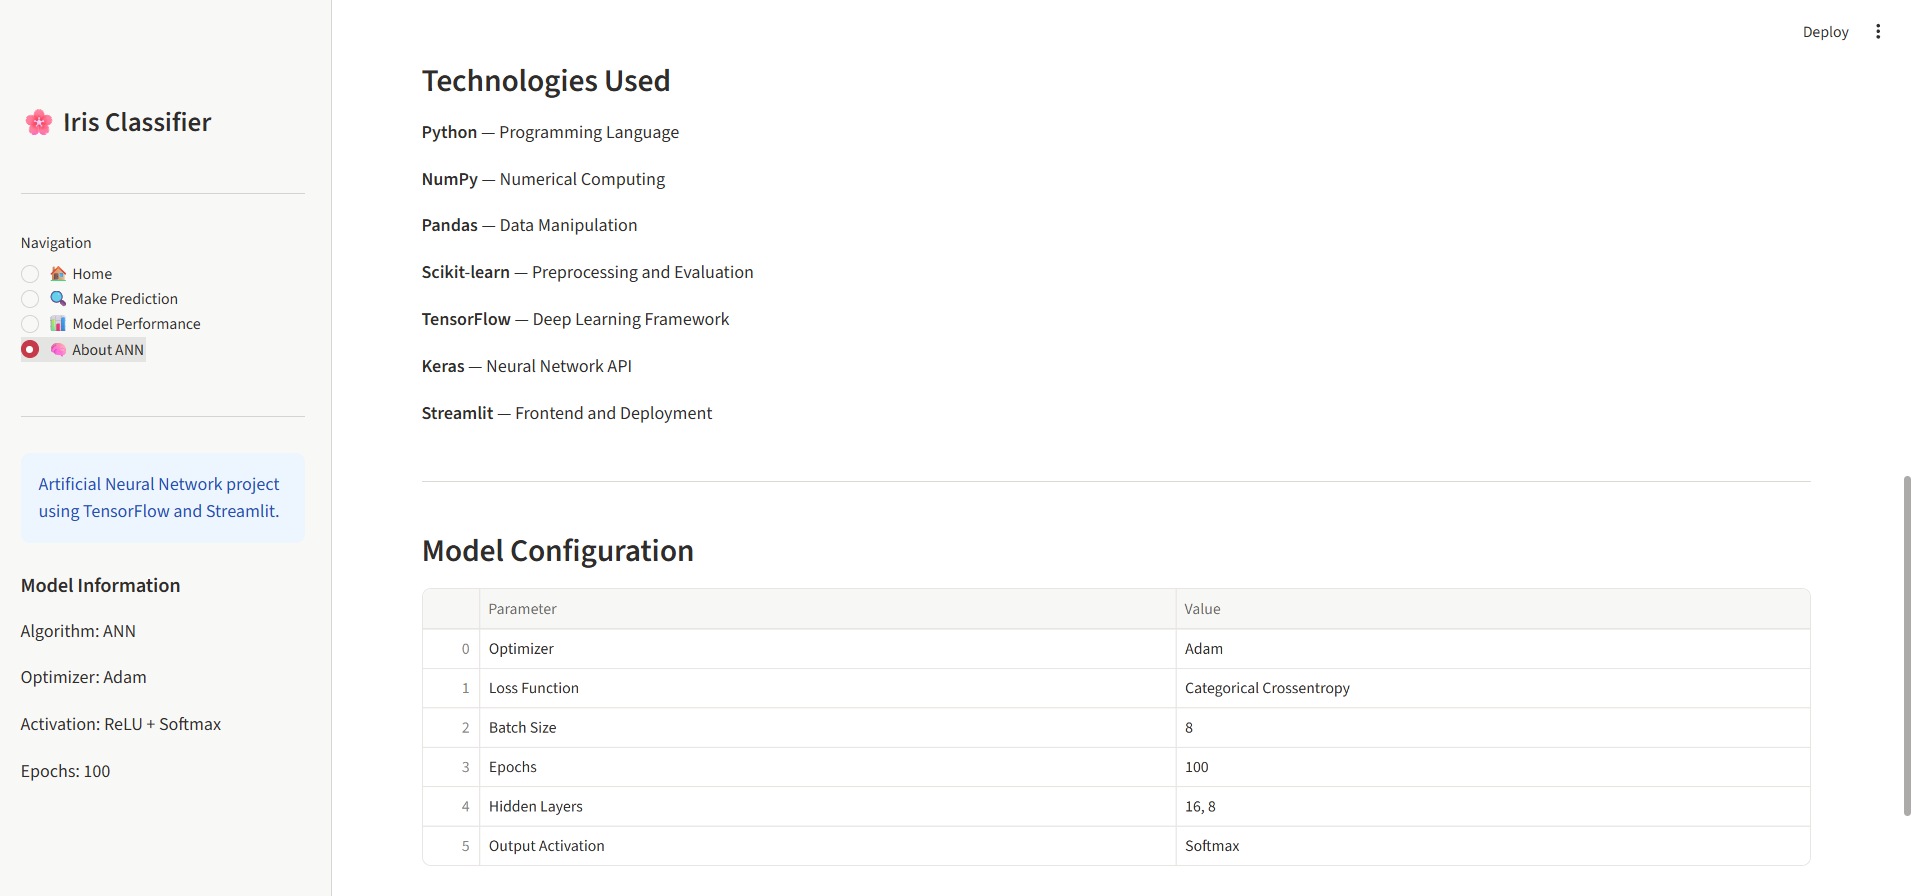 Deploy
🌸 Iris Classifier
Navigation
🏠 Home
🔍 Make Prediction
📊 Model Performance
🧠 About ANN
Artificial Neural Network project
using TensorFlow and Streamlit.
Model Information
Algorithm: ANN
Optimizer: Adam
Activation: ReLU + Softmax
Epochs: 100
Technologies Used
Python — Programming Language
NumPy — Numerical Computing
Pandas — Data Manipulation
Scikit-learn — Preprocessing and Evaluation
TensorFlow — Deep Learning Framework
Keras — Neural Network API
Streamlit — Frontend and Deployment
Model Configuration
Parameter Value
0 Optimizer Adam
1 Loss Function Categorical Crossentropy
2 Batch Size 8
3 Epochs 100
4 Hidden Layers 16, 8
5 Output Activation Softmax